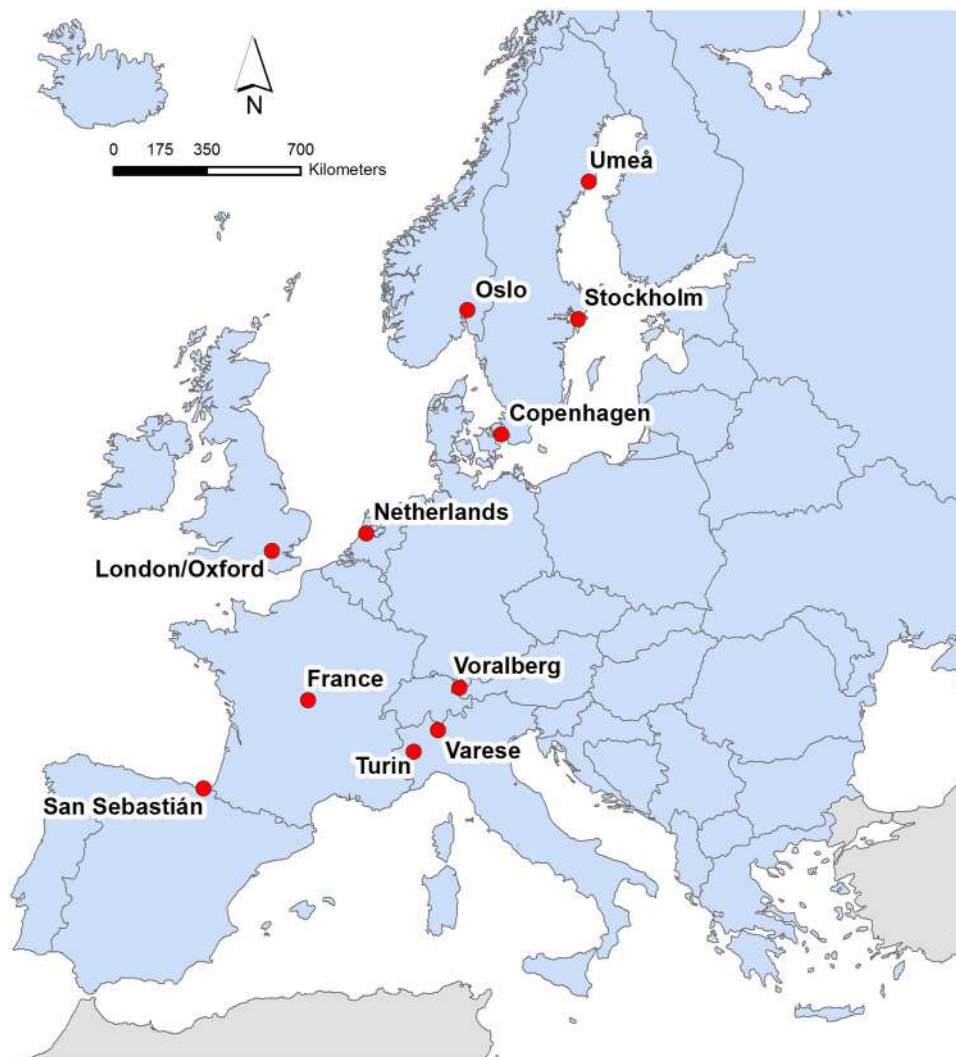 N
0 175 350 700
Kilometers
Umeå
Oslo
Stockholm
Copenhagen
Netherlands
London/Oxford
Voralberg
France
Varese
Turin
San Sebastián